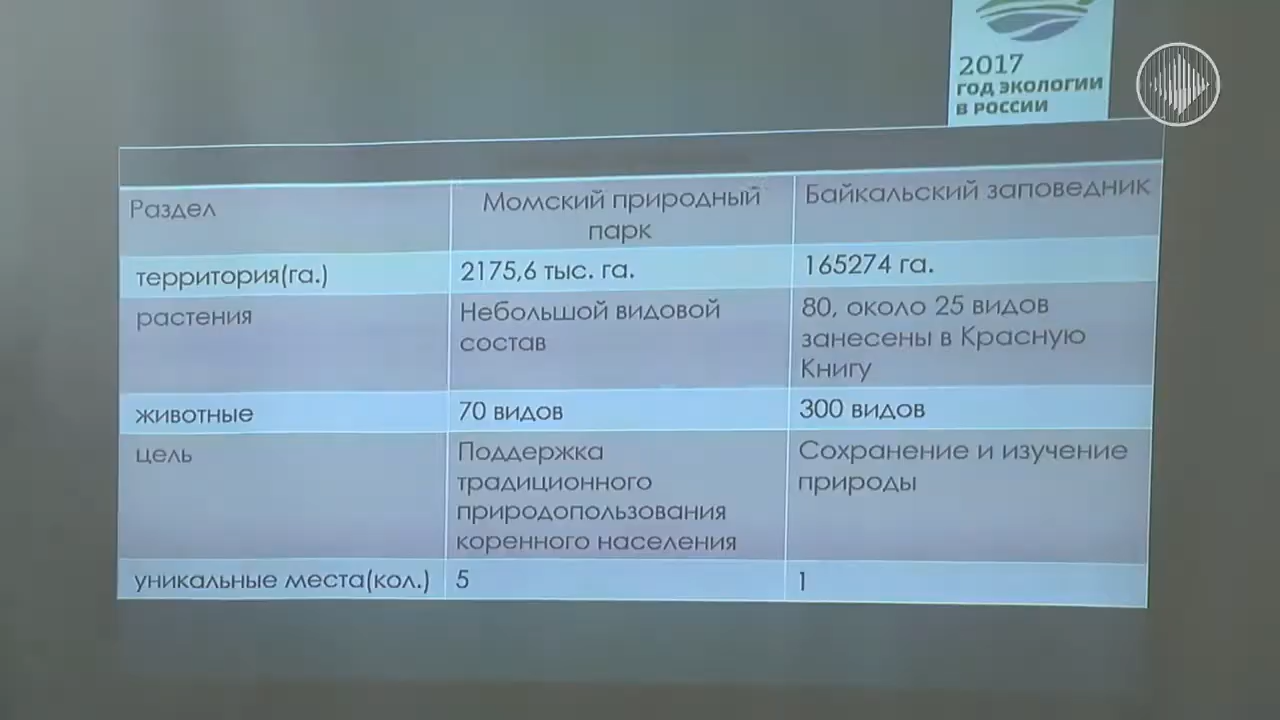 2017
ГОД ЭКОЛОГИИ
В РОССИИ
Раздел
Момский природный
парк
Байкальский заповедник
территория(га.)
2175,6 тыс. га.
165274 га.
растения
Небольшой видовой
состав
80, около 25 видов
занесены в Красную
Книгу
животные
70 видов
300 видов
цель
Поддержка
традиционного
природопользования
коренного населения
Сохранение и изучение
природы
уникальные места(кол.)
5
1